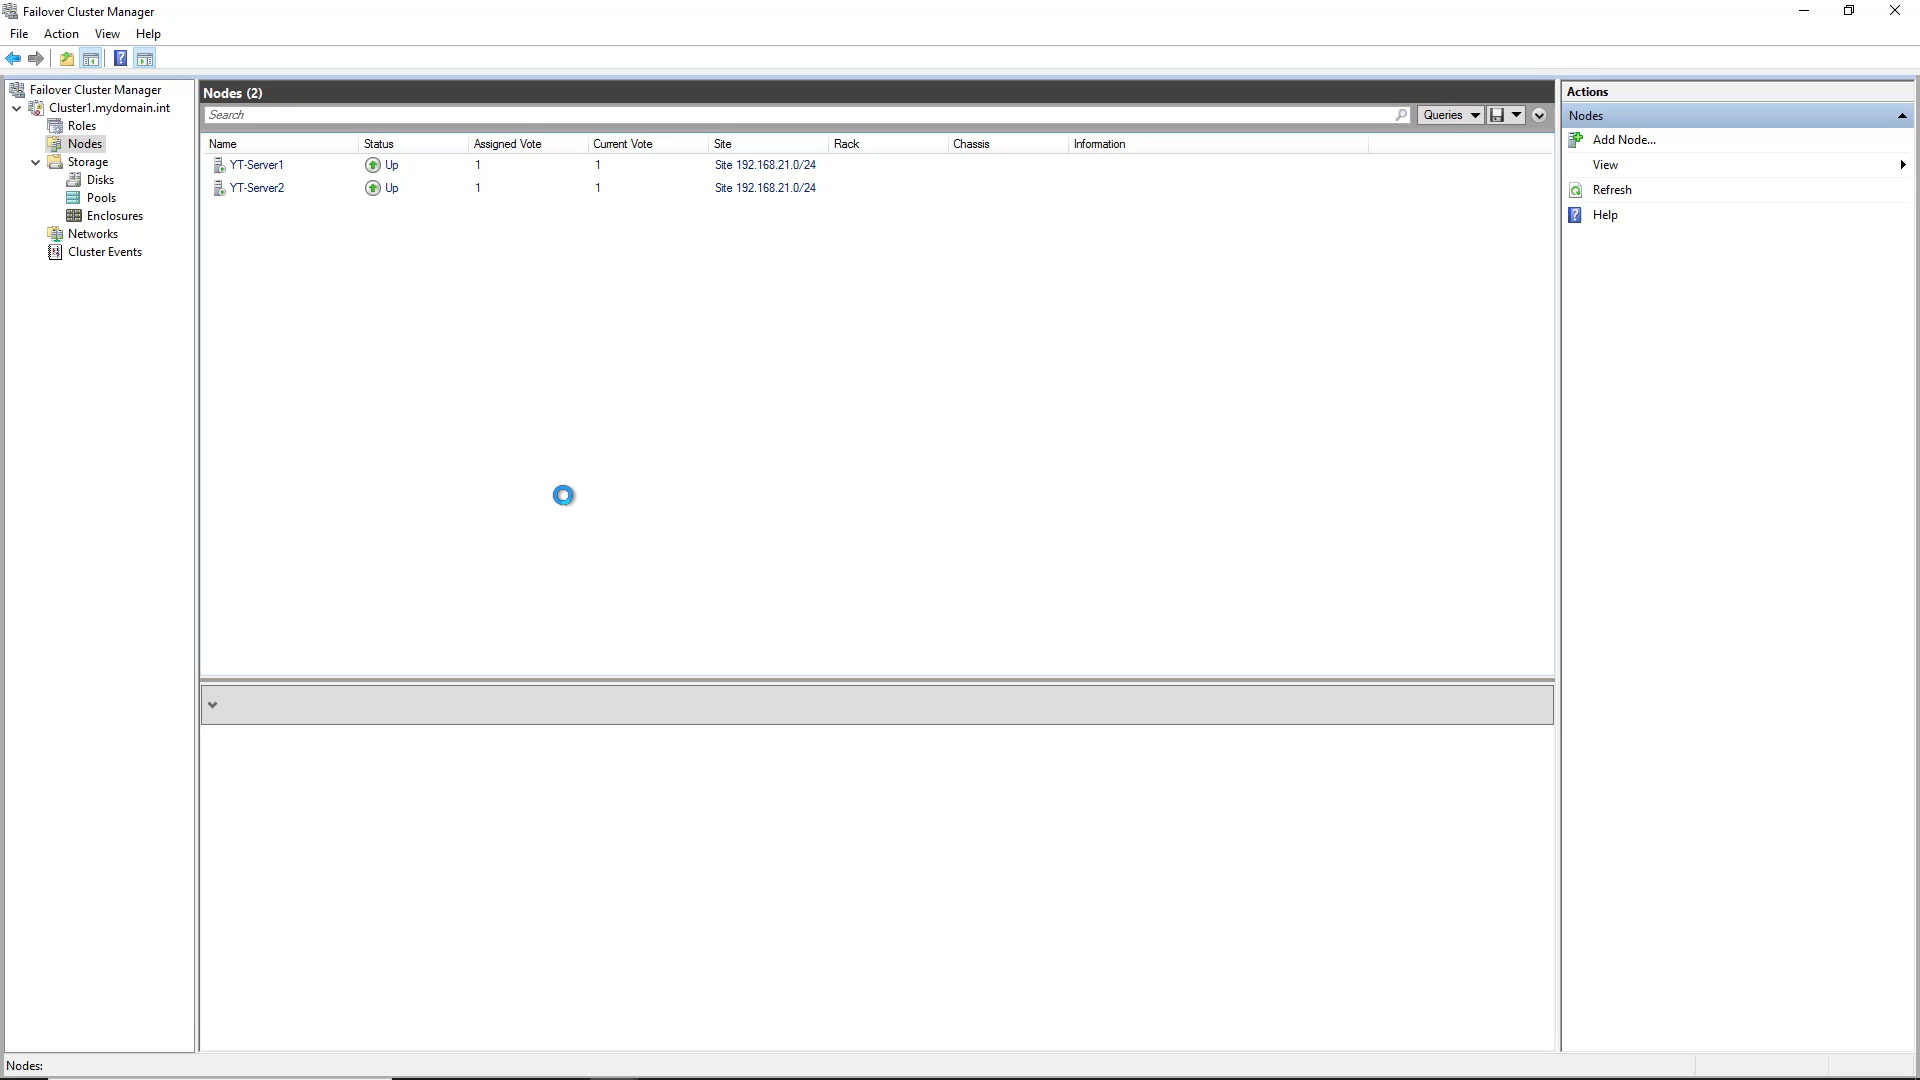 Failover Cluster Manager
File Action View Help
Failover Cluster Manager
Cluster1.mydomain.int
Roles
Nodes
Storage
Disks
Pools
Enclosures
Networks
Cluster Events
Nodes (2)
Search
Queries
Name Status Assigned Vote Current Vote Site Rack Chassis Information
YT-Server1 Up 1 1 Site 192.168.21.0/24
YT-Server2 Up 1 1 Site 192.168.21.0/24
Actions
Nodes
Add Node...
View
Refresh
Help
Nodes: